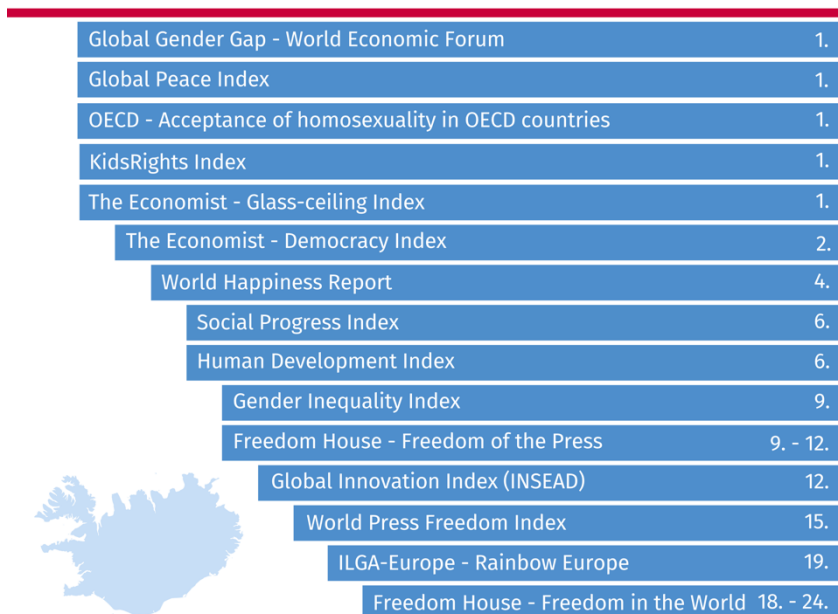 Global Gender Gap - World Economic Forum 1.
Global Peace Index 1.
OECD - Acceptance of homosexuality in OECD countries 1.
KidsRights Index 1.
The Economist - Glass-ceiling Index 1.
The Economist - Democracy Index 2.
World Happiness Report 4.
Social Progress Index 6.
Human Development Index 6.
Gender Inequality Index 9.
Freedom House - Freedom of the Press 9. - 12.
Global Innovation Index (INSEAD) 12.
World Press Freedom Index 15.
ILGA-Europe - Rainbow Europe 19.
Freedom House - Freedom in the World 18. - 24.